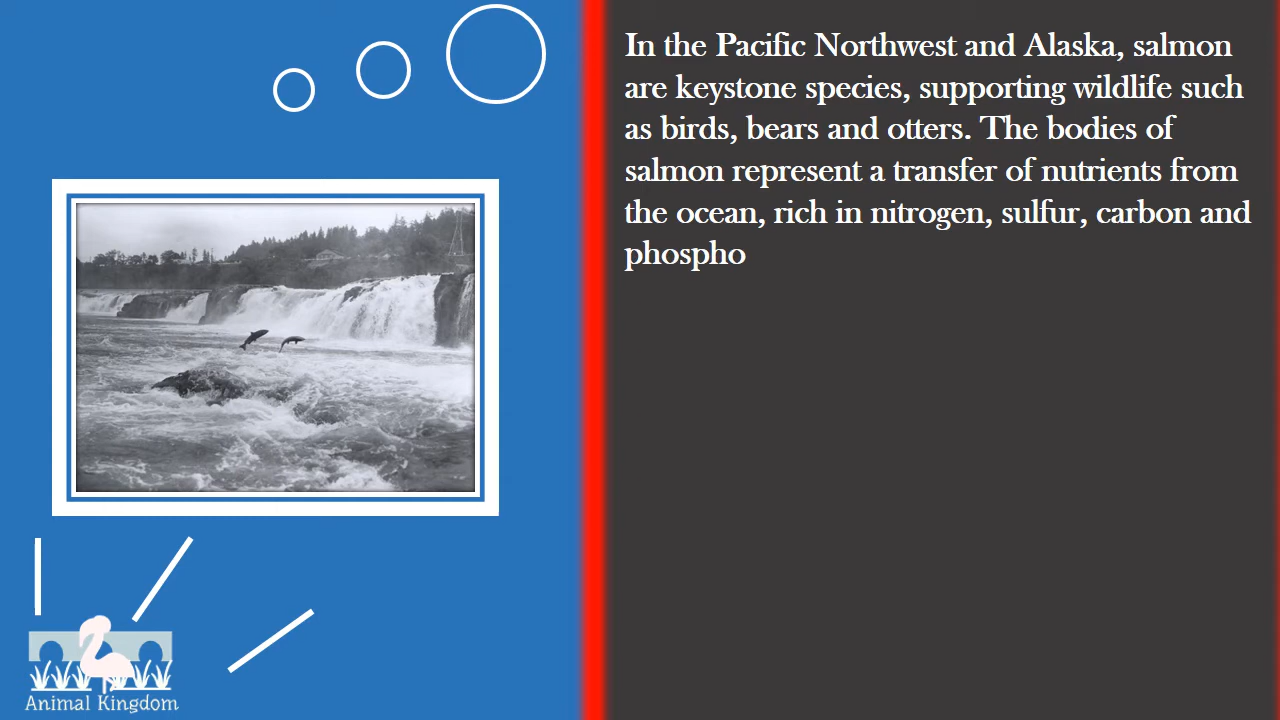 In the Pacific Northwest and Alaska, salmon
are keystone species, supporting wildlife such
as birds, bears and otters. The bodies of
salmon represent a transfer of nutrients from
the ocean, rich in nitrogen, sulfur, carbon and
phospho
Animal Kingdom